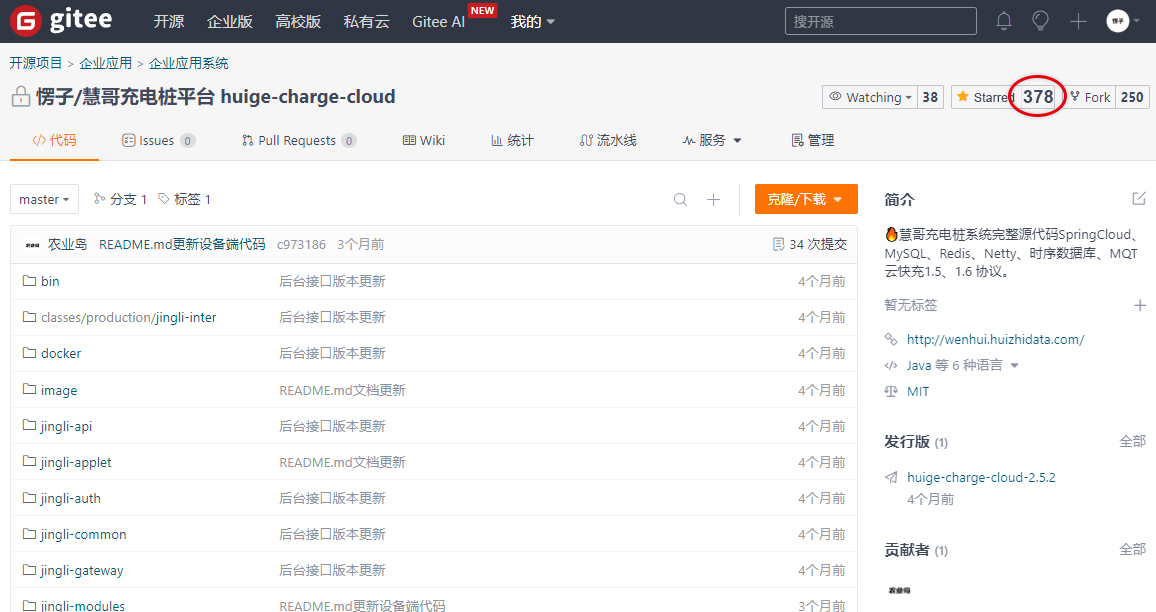 gitee 开源 企业版 高校版 私有云 Gitee AI NEW 我的 搜开源
开源项目 > 企业应用 > 企业应用系统
愣子/慧哥充电桩平台 huige-charge-cloud Watching 38 Starred 378 Fork 250
代码 Issues 0 Pull Requests 0 Wiki 统计 流水线 服务 管理
master 分支 1 标签 1 克隆/下载
农业鸟 README.md更新设备端代码 c973186 3个月前 34 次提交
bin 后台接口版本更新 4个月前
classes/production/jingli-inter 后台接口版本更新 4个月前
docker 后台接口版本更新 4个月前
image README.md文档更新 4个月前
jingli-api 后台接口版本更新 4个月前
jingli-applet README.md文档更新 4个月前
jingli-auth 后台接口版本更新 4个月前
jingli-common 后台接口版本更新 4个月前
jingli-gateway 后台接口版本更新 4个月前
jingli-modules README.md更新设备端代码 3个月前
简介
慧哥充电桩系统完整源代码SpringCloud、
MySQL、Redis、Netty、时序数据库、MQT
云快充1.5、1.6 协议。
暂无标签
http://wenhui.huizhidata.com/
Java 等 6 种语言
MIT
发行版 (1) 全部
huige-charge-cloud-2.5.2
4个月前
贡献者 (1) 全部
农业鸟